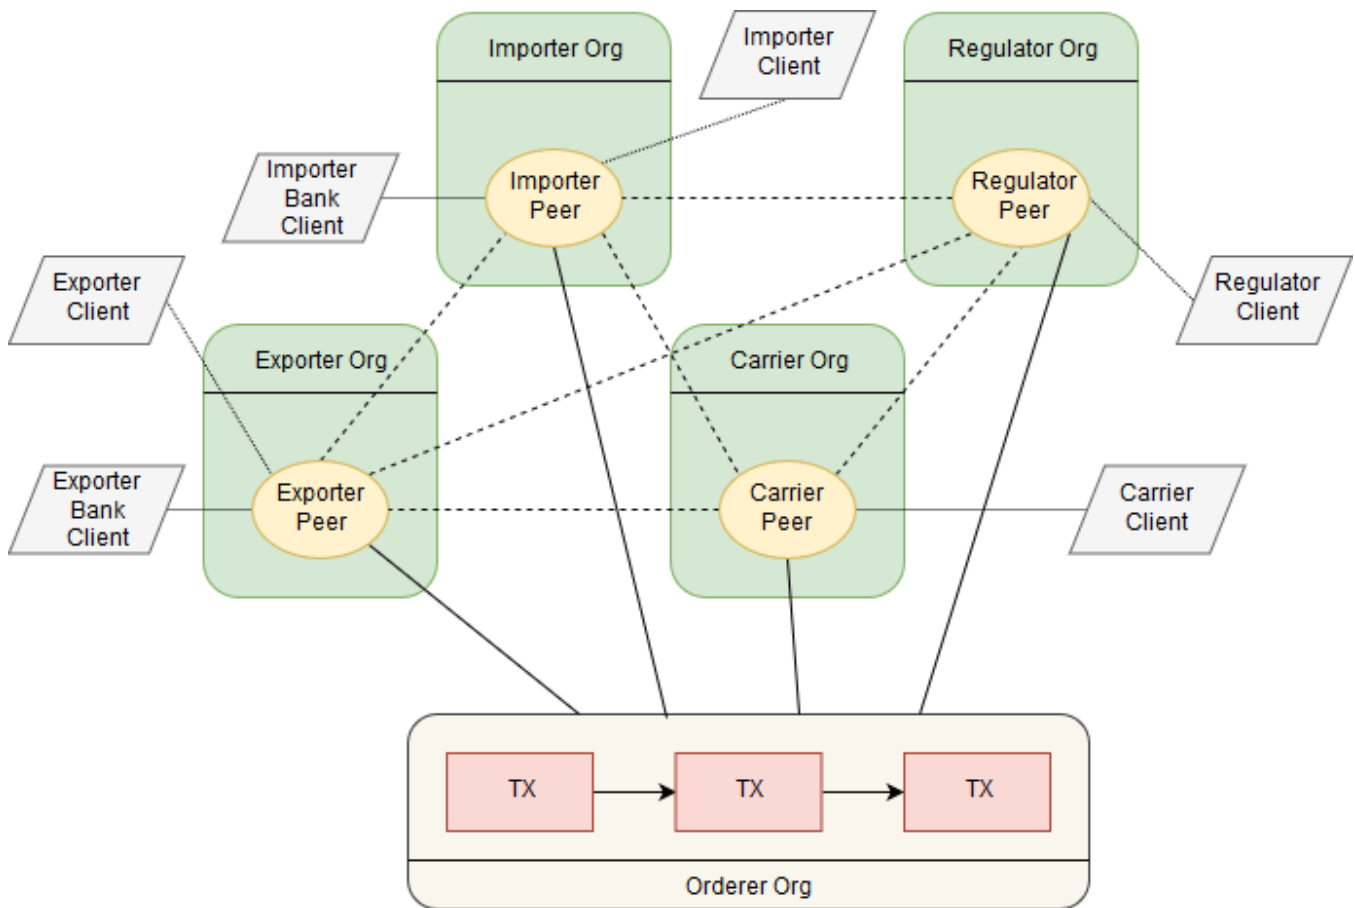 Importer Org
Importer
Client
Regulator Org
Importer
Bank
Client
Importer
Peer
Regulator
Peer
Exporter
Client
Regulator
Client
Exporter Org
Carrier Org
Exporter
Bank
Client
Exporter
Peer
Carrier
Peer
Carrier
Client
TX
TX
TX
Orderer Org